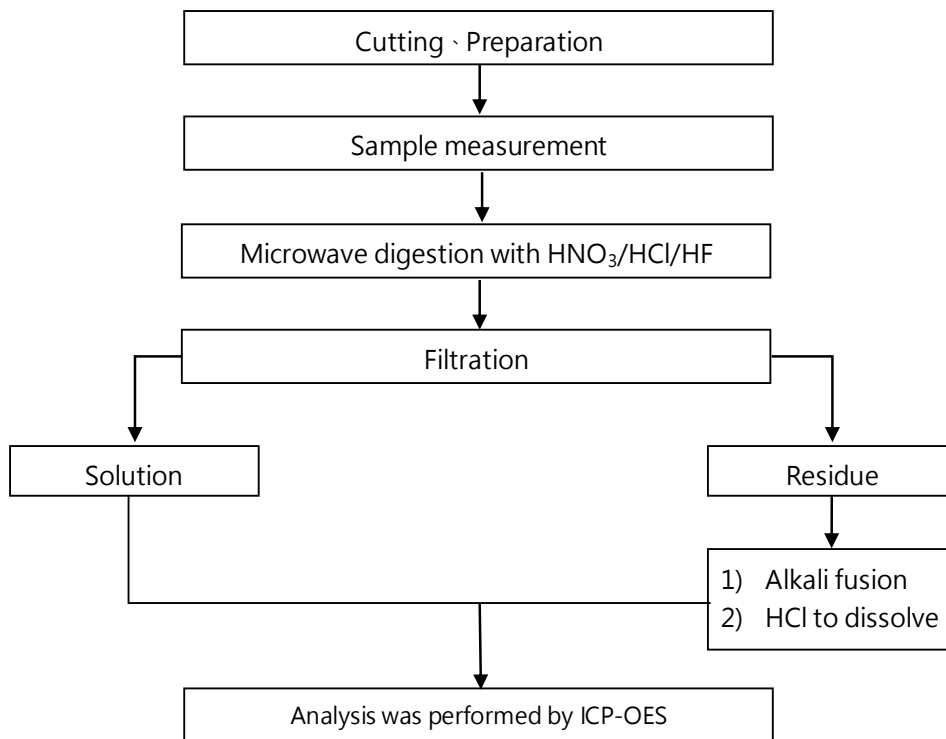 Cutting、Preparation
Sample measurement
Microwave digestion with HNO₃/HCl/HF
Filtration
Solution
Residue
1) Alkali fusion
2) HCl to dissolve
Analysis was performed by ICP-OES